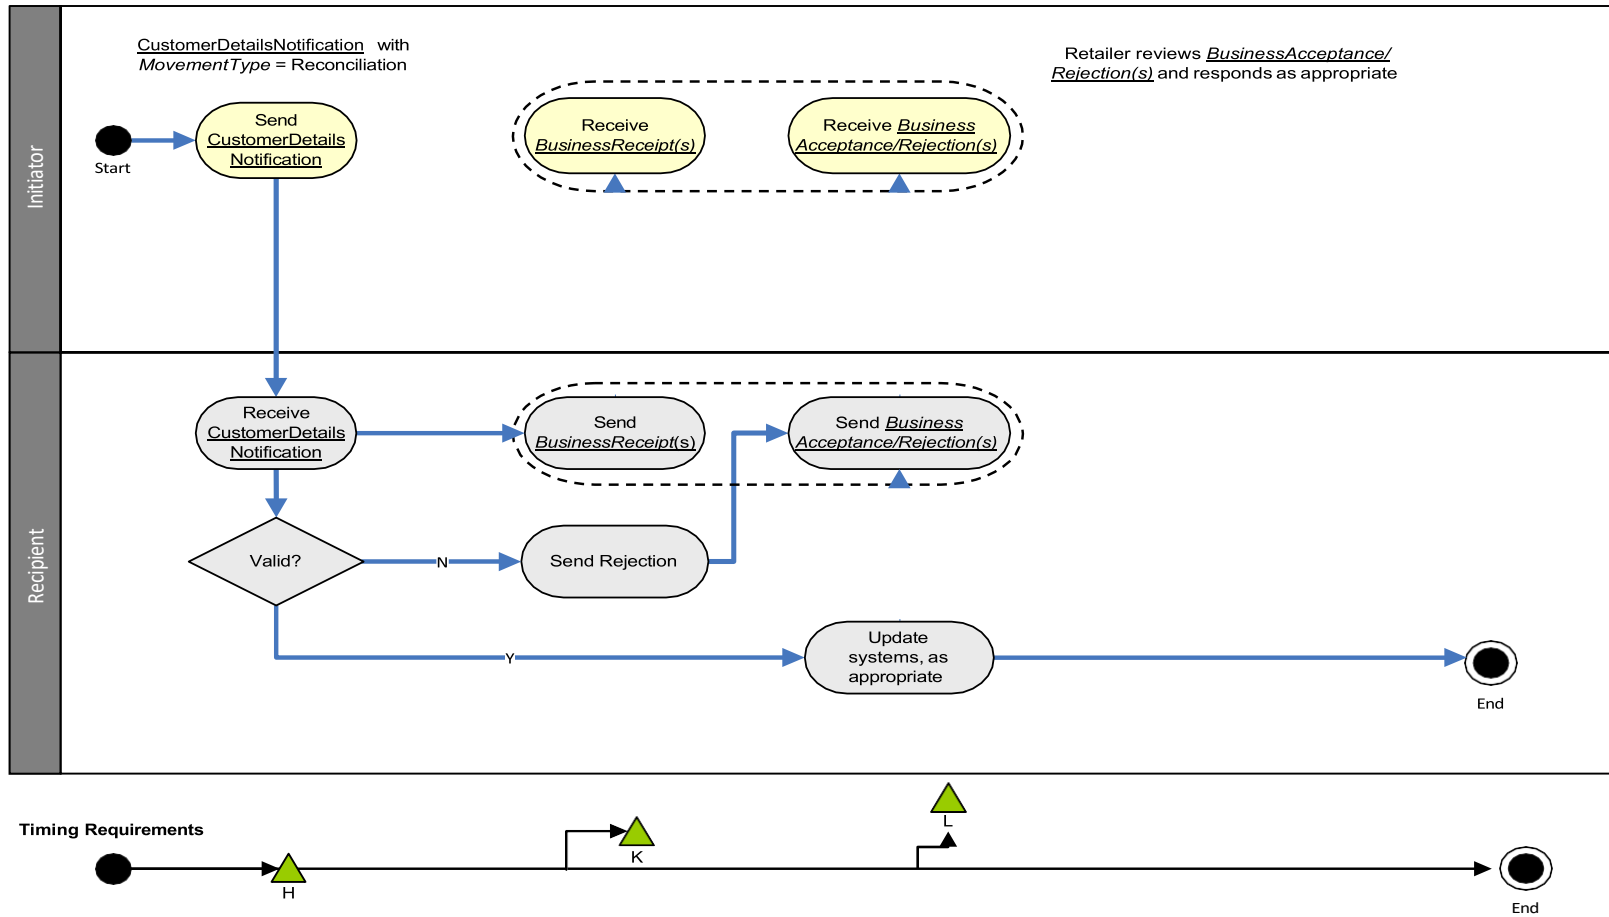 CustomerDetailsNotification with
MovementType = Reconciliation
Retailer reviews BusinessAcceptance/
Rejection(s) and responds as appropriate
Initiator
Start
Send
CustomerDetails
Notification
Receive
BusinessReceipt(s)
Receive Business
Acceptance/Rejection(s)
Recipient
Receive
CustomerDetails
Notification
Send
BusinessReceipt(s)
Send Business
Acceptance/Rejection(s)
Valid?
N
Send Rejection
Y
Update
systems, as
appropriate
End
Timing Requirements
H
K
L
End